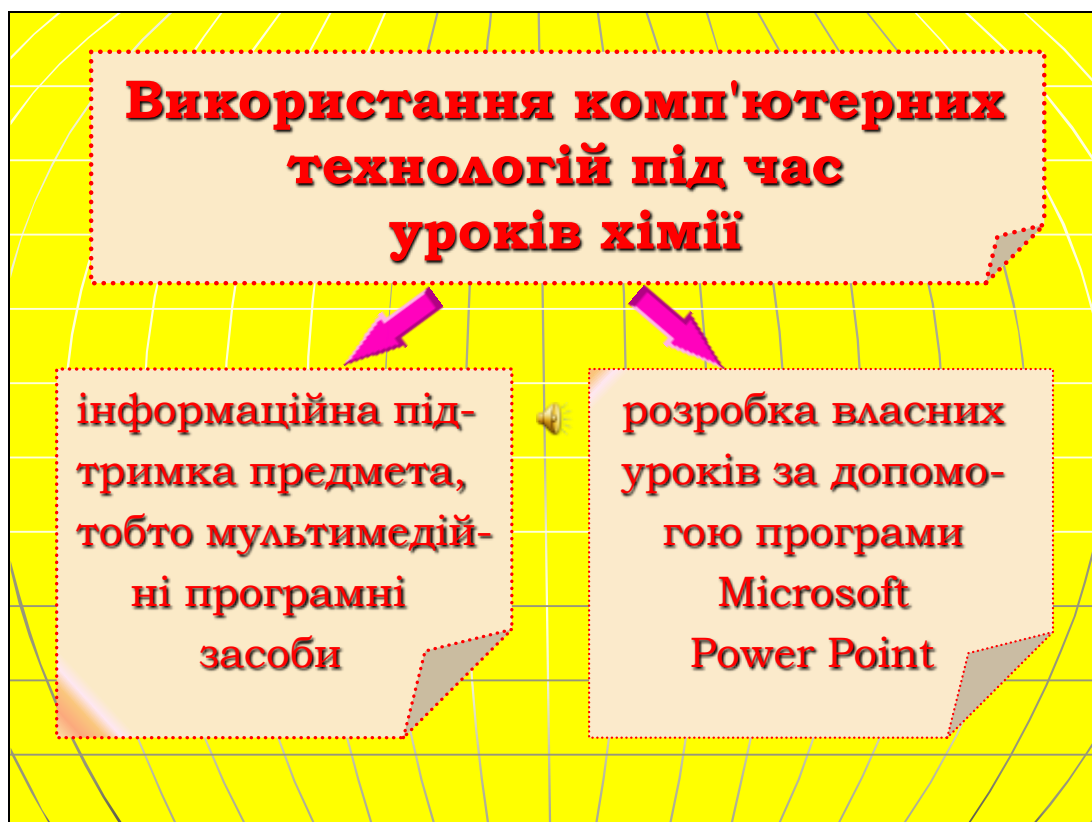 Використання комп'ютерних
технологій під час
уроків хімії
інформаційна під-
тримка предмета,
тобто мультимедій-
ні програмні
засоби
розробка власних
уроків за допомо-
гою програми
Microsoft
Power Point